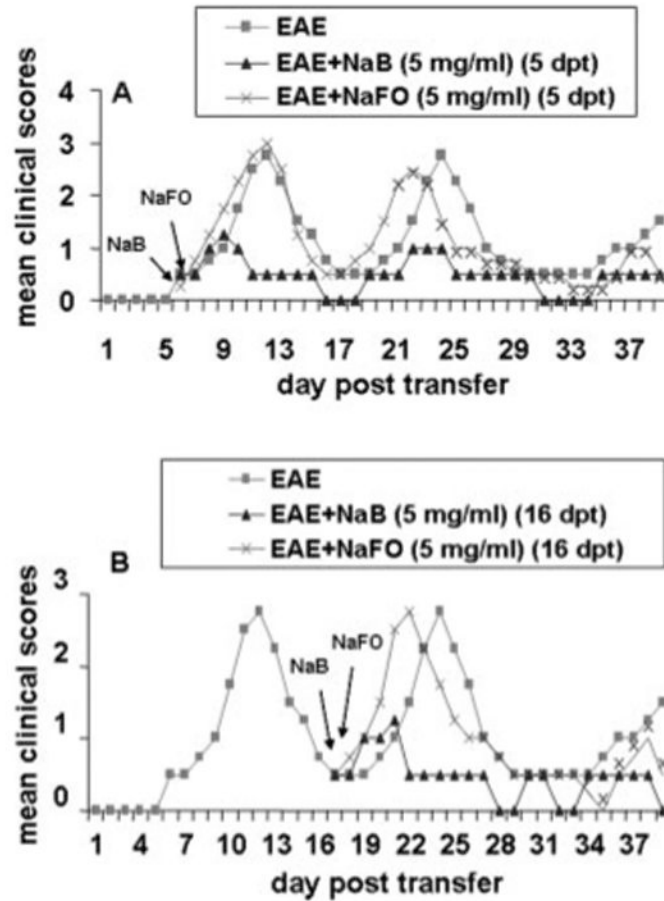 EAE
EAE+NaB (5 mg/ml) (5 dpt)
EAE+NaFO (5 mg/ml) (5 dpt)
A
mean clinical scores
4
3
2
1
0
NaFO
NaB
1 5 9 13 17 21 25 29 33 37
day post transfer
EAE
EAE+NaB (5 mg/ml) (16 dpt)
EAE+NaFO (5 mg/ml) (16 dpt)
B
mean clinical scores
3
2
1
0
NaFO
NaB
1 4 7 10 13 16 19 22 25 28 31 34 37
day post transfer